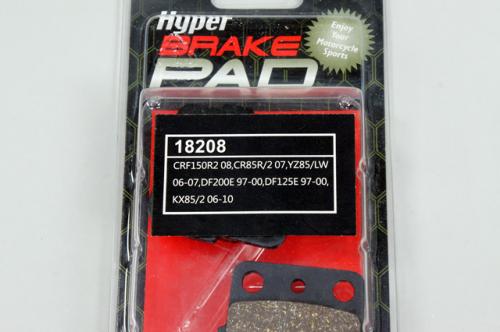 Hyper
BRAKE
PAD
Enjoy
Your
Motorcycle
Sports
18208
CRF150R2 08,CR85R/2 07,YZ85/LW
06-07,DF200E 97-00,DF125E 97-00,
KX85/2 06-10